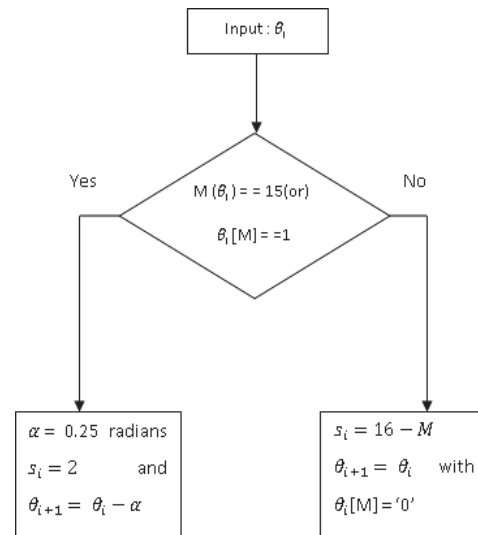 Input: θᵢ
Yes
No
M (θᵢ) = = 15(or)
θᵢ [M] = =1
α = 0.25 radians
sᵢ = 2 and
θᵢ₊₁ = θᵢ − α
sᵢ = 16 − M
θᵢ₊₁ = θᵢ with
θᵢ[M] = ‘0’